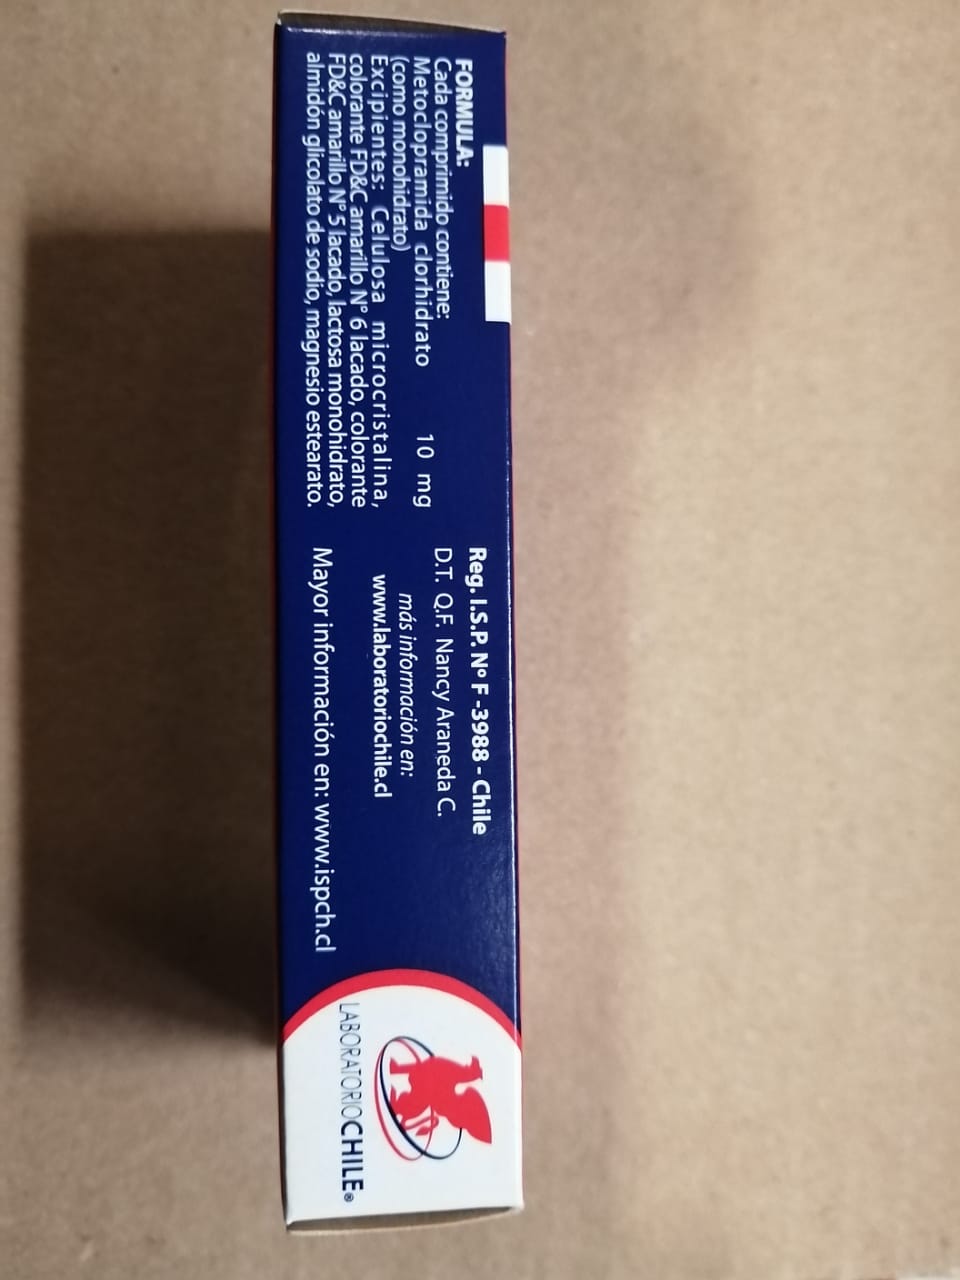 FORMULA:
Cada comprimido contiene:
Metoclopramida clorhidrato 10 mg
(como monohidrato)
Excipientes: Celulosa microcristalina,
colorante FD&C amarillo N° 6 lacado, colorante
FD&C amarillo N° 5 lacado, lactosa monohidrato,
almidón glicolato de sodio, magnesio estearato.
Reg. I.S.P. Nº F -3988 - Chile
D.T. Q.F. Nancy Araneda C.
más información en:
www.laboratoriochile.cl
Mayor información en: www.ispch.cl
LABORATORIOCHILE®